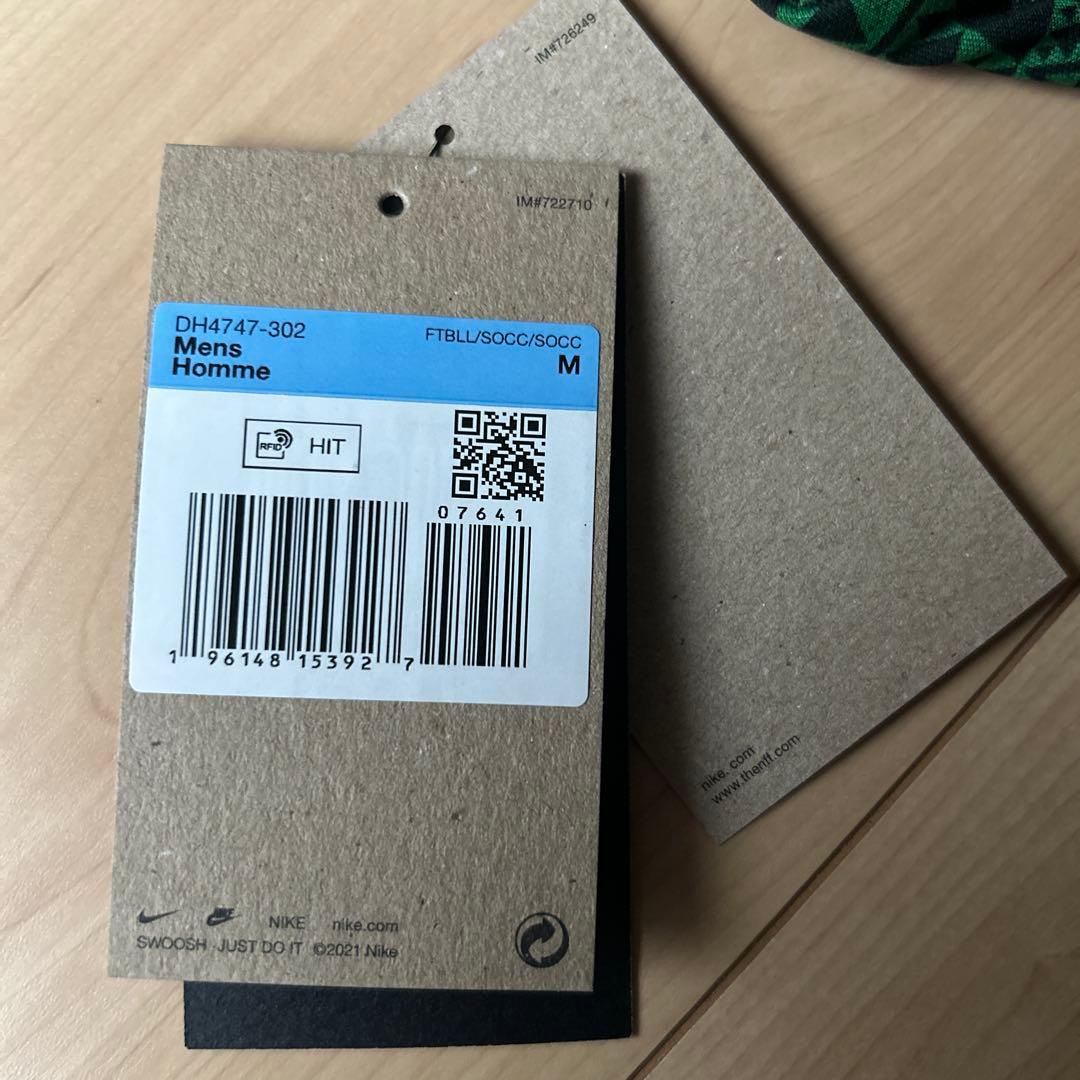 IM#726249
IM#722710
DH4747-302
FTBLL/SOCC/SOCC
Mens
M
Homme
RFID HIT
07641
1 96148 15392 7
NIKE nike.com
SWOOSH JUST DO IT ©2021 Nike
nike.com
www.thenff.com